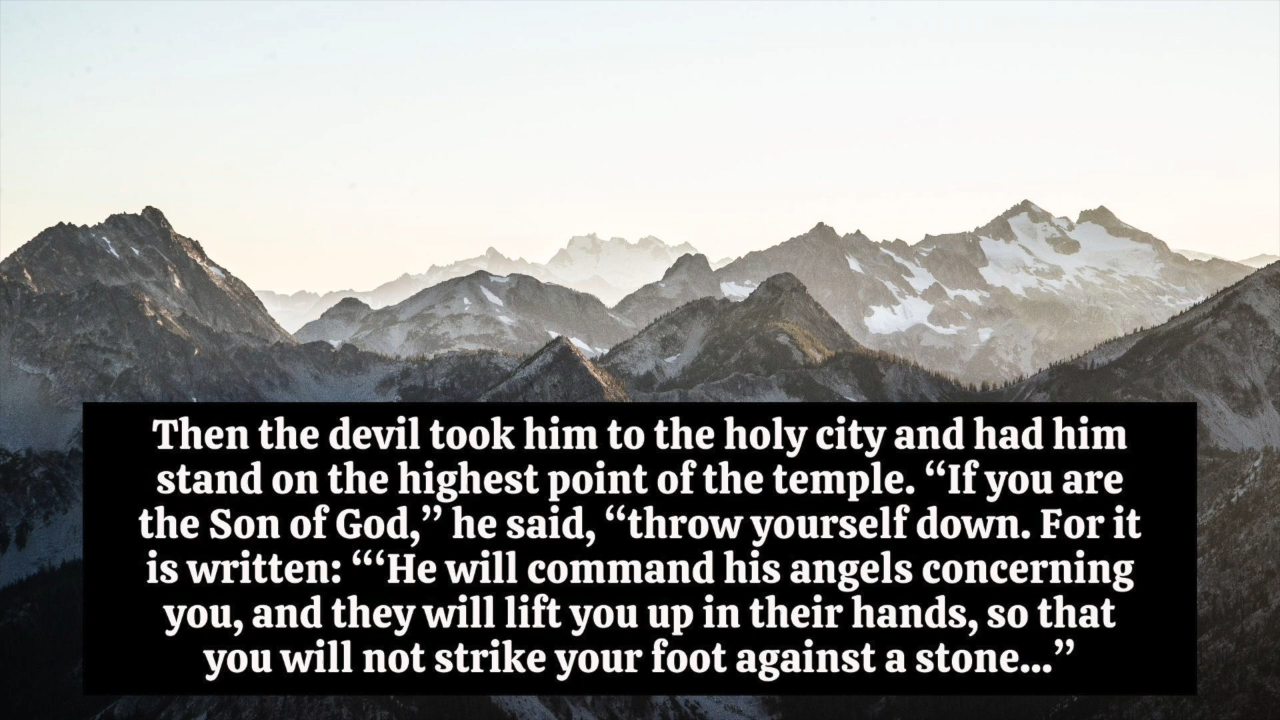 Then the devil took him to the holy city and had him
stand on the highest point of the temple. “If you are
the Son of God,” he said, “throw yourself down. For it
is written: “‘He will command his angels concerning
you, and they will lift you up in their hands, so that
you will not strike your foot against a stone...”